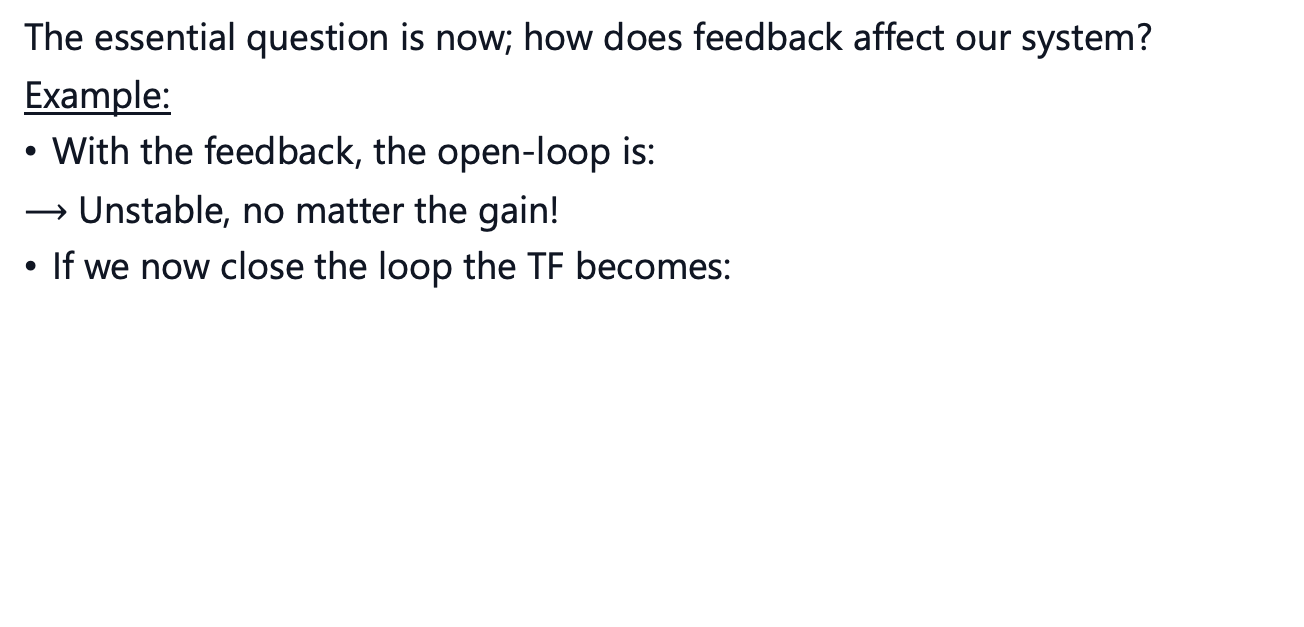 The essential question is now; how does feedback affect our system?
Example:
• With the feedback, the open-loop is:
⟶ Unstable, no matter the gain!
• If we now close the loop the TF becomes: